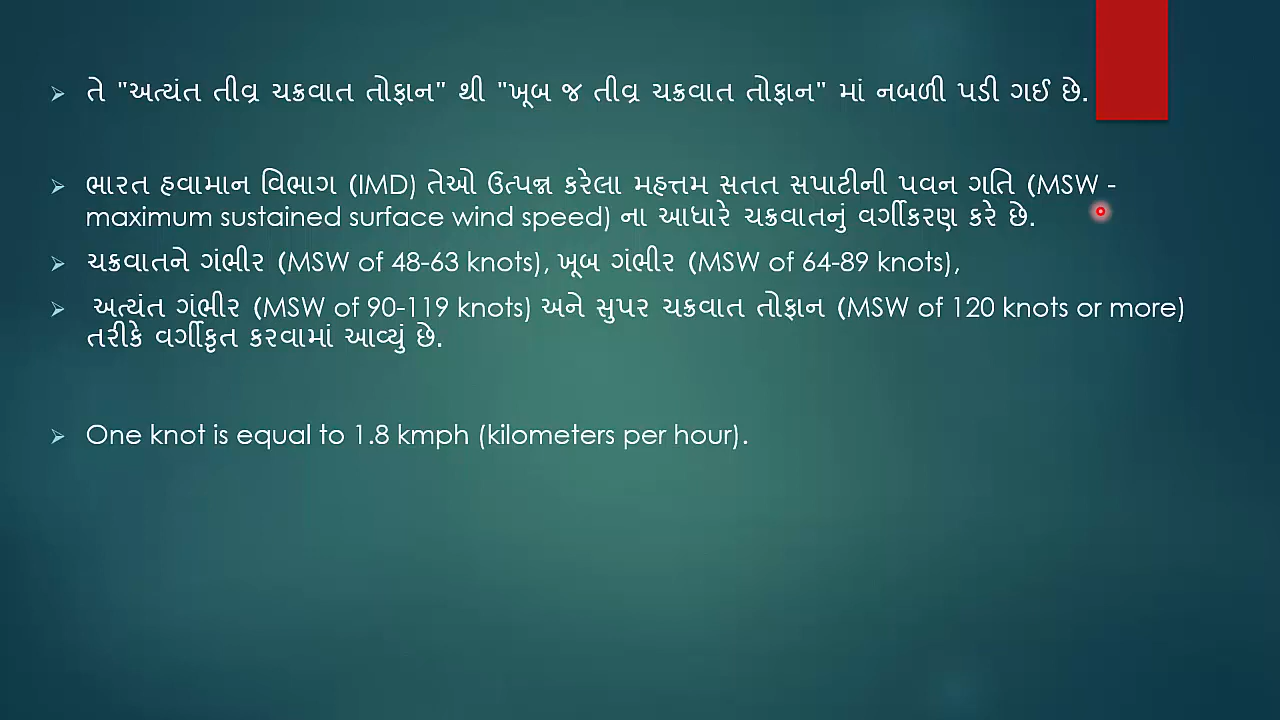 તે "અત્યંત તીવ્ર ચક્રવાત તોફાન" થી "ખૂબ જ તીવ્ર ચક્રવાત તોફાન" માં નબળી પડી ગઈ છે.
ભારત હવામાન વિભાગ (IMD) તેઓ ઉત્પન્ન કરેલા મહત્તમ સતત સપાટીની પવન ગતિ (MSW -
maximum sustained surface wind speed) ના આધારે ચક્રવાતનું વર્ગીકરણ કરે છે.
ચક્રવાતને ગંભીર (MSW of 48-63 knots), ખૂબ ગંભીર (MSW of 64-89 knots),
અત્યંત ગંભીર (MSW of 90-119 knots) અને સુપર ચક્રવાત તોફાન (MSW of 120 knots or more)
તરીકે વર્ગીકૃત કરવામાં આવ્યું છે.
One knot is equal to 1.8 kmph (kilometers per hour).